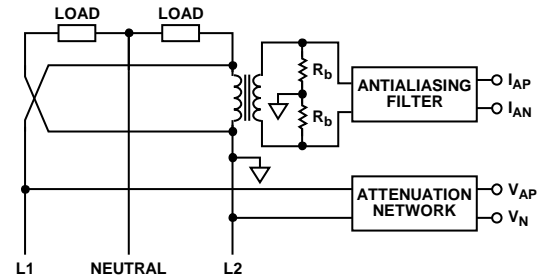 LOAD LOAD
R_b
ANTIALIASING
FILTER
I_AP
I_AN
R_b
ATTENUATION
NETWORK
V_AP
V_N
L1 NEUTRAL L2